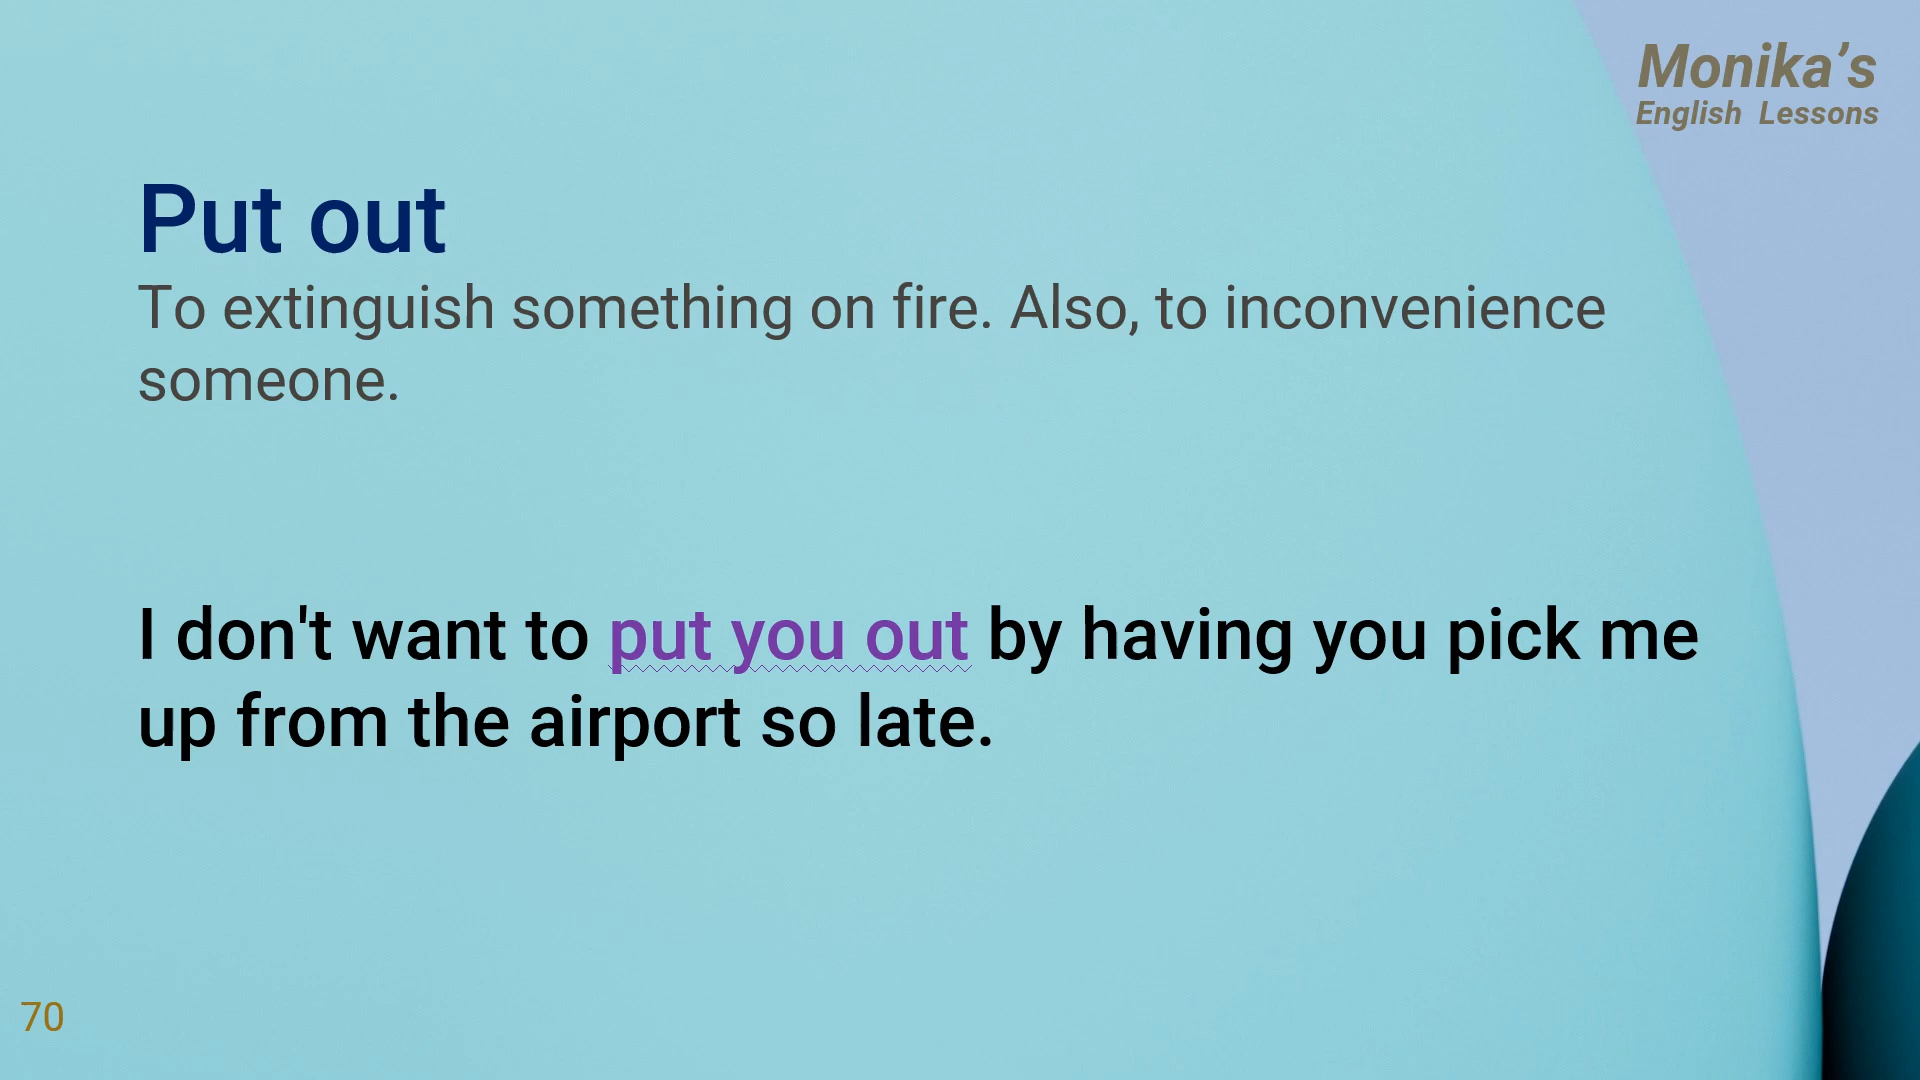 Monika’s
English Lessons
Put out
To extinguish something on fire. Also, to inconvenience
someone.
I don't want to put you out by having you pick me
up from the airport so late.
70